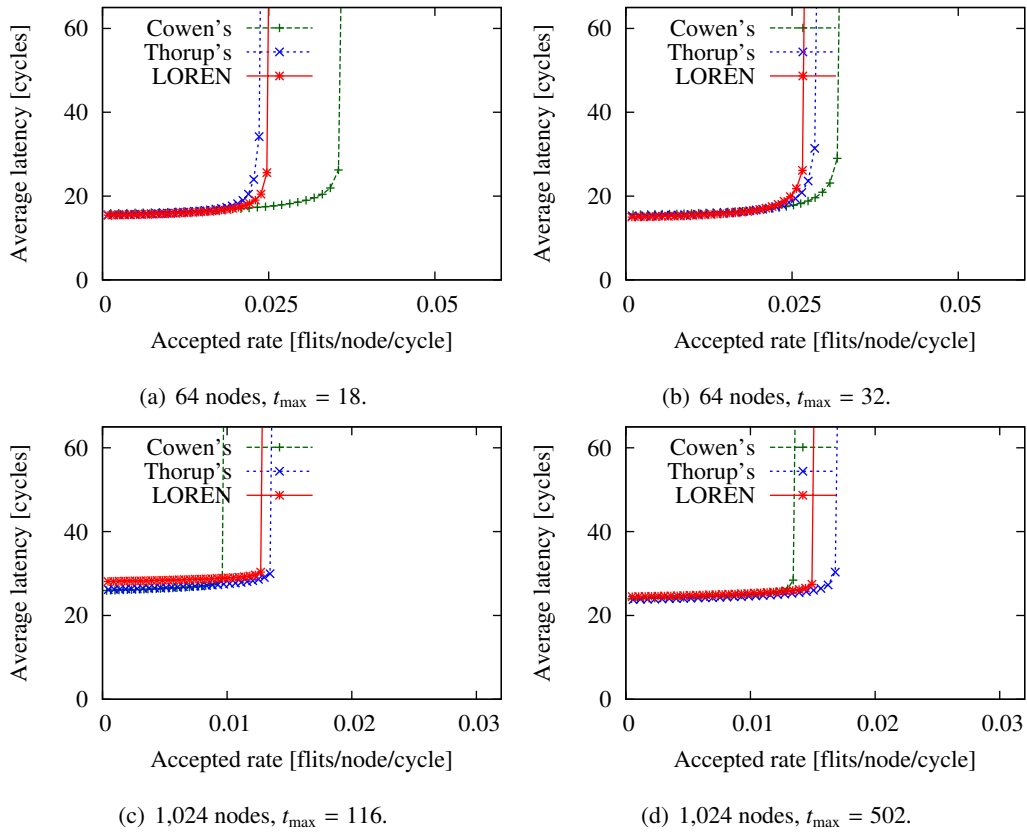 60
40
20
0
0
0.025
0.05
Average latency [cycles]
Accepted rate [flits/node/cycle]
Cowen's
Thorup's
LOREN
(a) 64 nodes, tmax = 18.
60
40
20
0
0
0.025
0.05
Average latency [cycles]
Accepted rate [flits/node/cycle]
Cowen's
Thorup's
LOREN
(b) 64 nodes, tmax = 32.
60
40
20
0
0
0.01
0.02
0.03
Average latency [cycles]
Accepted rate [flits/node/cycle]
Cowen's
Thorup's
LOREN
(c) 1,024 nodes, tmax = 116.
60
40
20
0
0
0.01
0.02
0.03
Average latency [cycles]
Accepted rate [flits/node/cycle]
Cowen's
Thorup's
LOREN
(d) 1,024 nodes, tmax = 502.